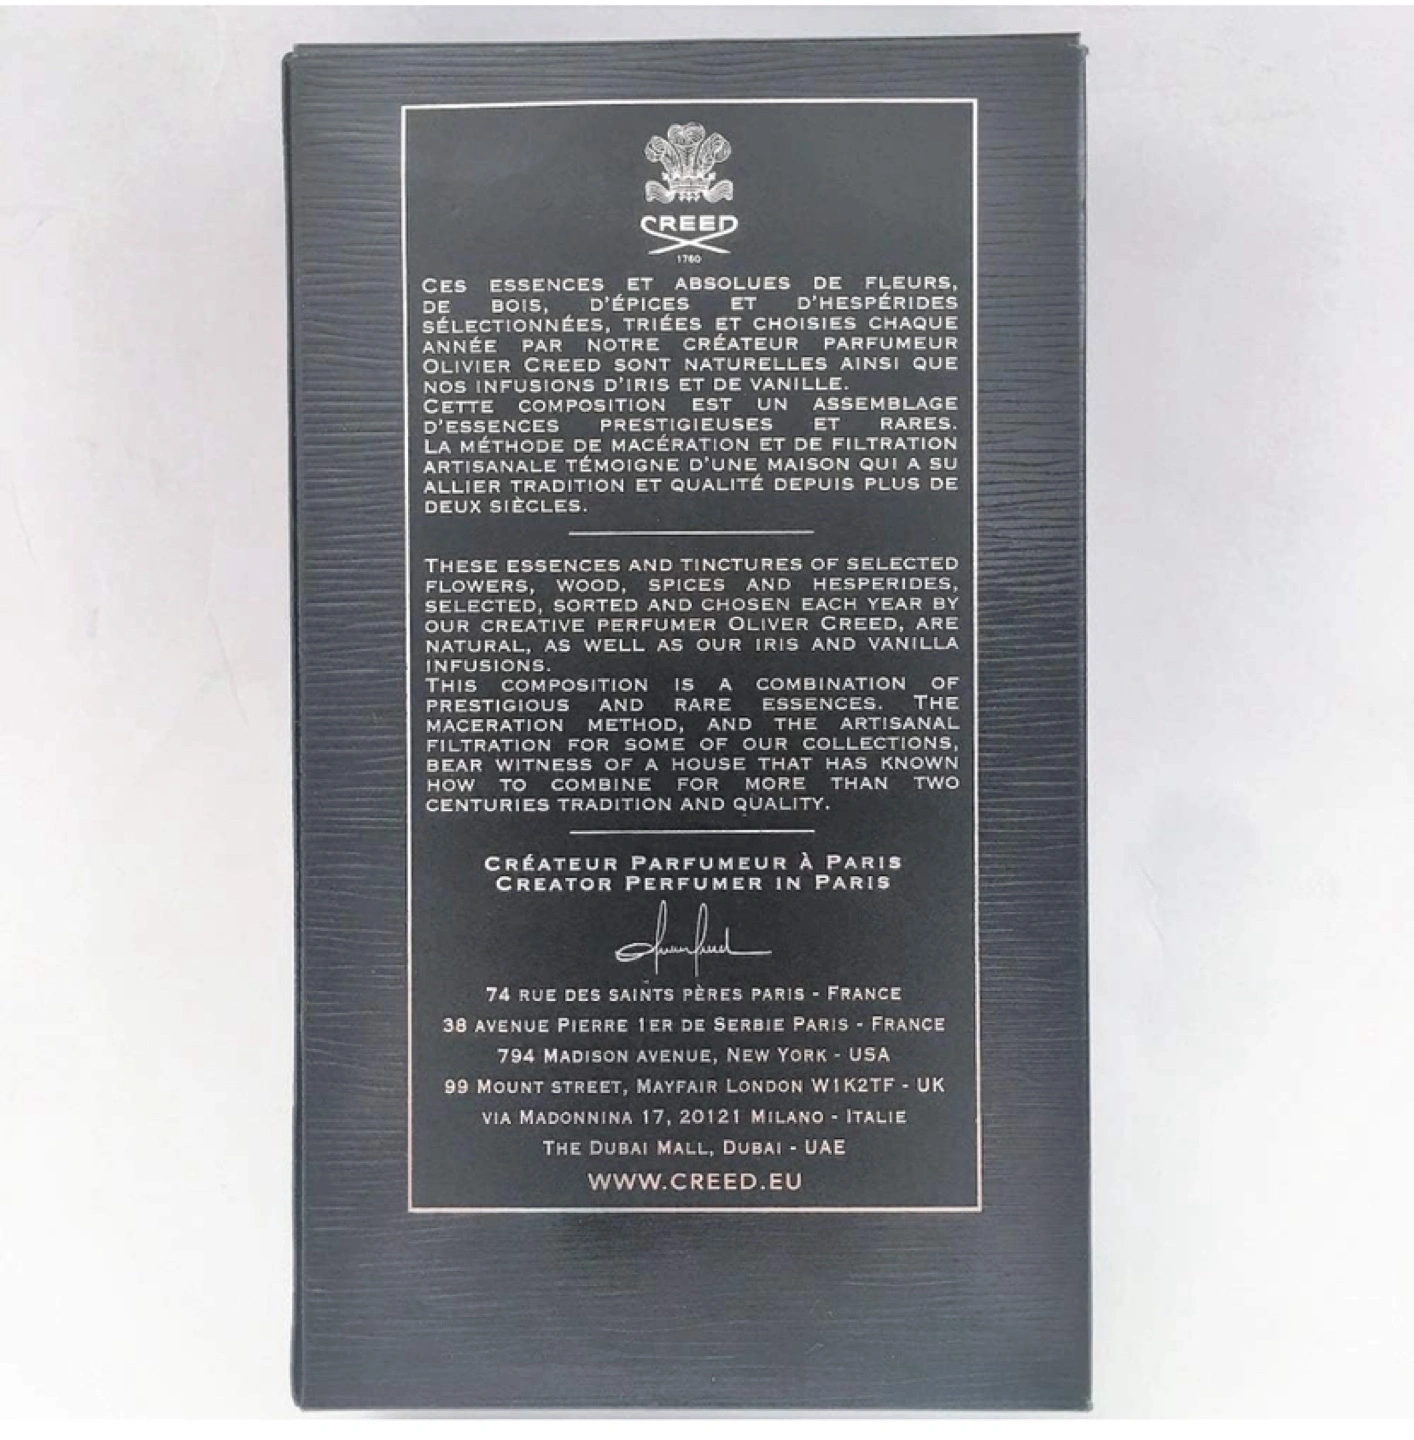 CREED
1760
CES ESSENCES ET ABSOLUES DE FLEURS,
DE BOIS, D'ÉPICES ET D'HESPÉRIDES
SÉLECTIONNÉES, TRIÉES ET CHOISIES CHAQUE
ANNÉE PAR NOTRE CRÉATEUR PARFUMEUR
OLIVIER CREED SONT NATURELLES AINSI QUE
NOS INFUSIONS D'IRIS ET DE VANILLE.
CETTE COMPOSITION EST UN ASSEMBLAGE
D'ESSENCES PRESTIGIEUSES ET RARES.
LA MÉTHODE DE MACÉRATION ET DE FILTRATION
ARTISANALE TÉMOIGNE D'UNE MAISON QUI A SU
ALLIER TRADITION ET QUALITÉ DEPUIS PLUS DE
DEUX SIÈCLES.
THESE ESSENCES AND TINCTURES OF SELECTED
FLOWERS, WOOD, SPICES AND HESPERIDES,
SELECTED, SORTED AND CHOSEN EACH YEAR BY
OUR CREATIVE PERFUMER OLIVER CREED, ARE
NATURAL, AS WELL AS OUR IRIS AND VANILLA
INFUSIONS.
THIS COMPOSITION IS A COMBINATION OF
PRESTIGIOUS AND RARE ESSENCES. THE
MACERATION METHOD, AND THE ARTISANAL
FILTRATION FOR SOME OF OUR COLLECTIONS,
BEAR WITNESS OF A HOUSE THAT HAS KNOWN
HOW TO COMBINE FOR MORE THAN TWO
CENTURIES TRADITION AND QUALITY.
CRÉATEUR PARFUMEUR À PARIS
CREATOR PERFUMER IN PARIS
74 RUE DES SAINTS PÈRES PARIS - FRANCE
38 AVENUE PIERRE 1ER DE SERBIE PARIS - FRANCE
794 MADISON AVENUE, NEW YORK - USA
99 MOUNT STREET, MAYFAIR LONDON W1K2TF - UK
VIA MADONNINA 17, 20121 MILANO - ITALIE
THE DUBAI MALL, DUBAI - UAE
WWW.CREED.EU